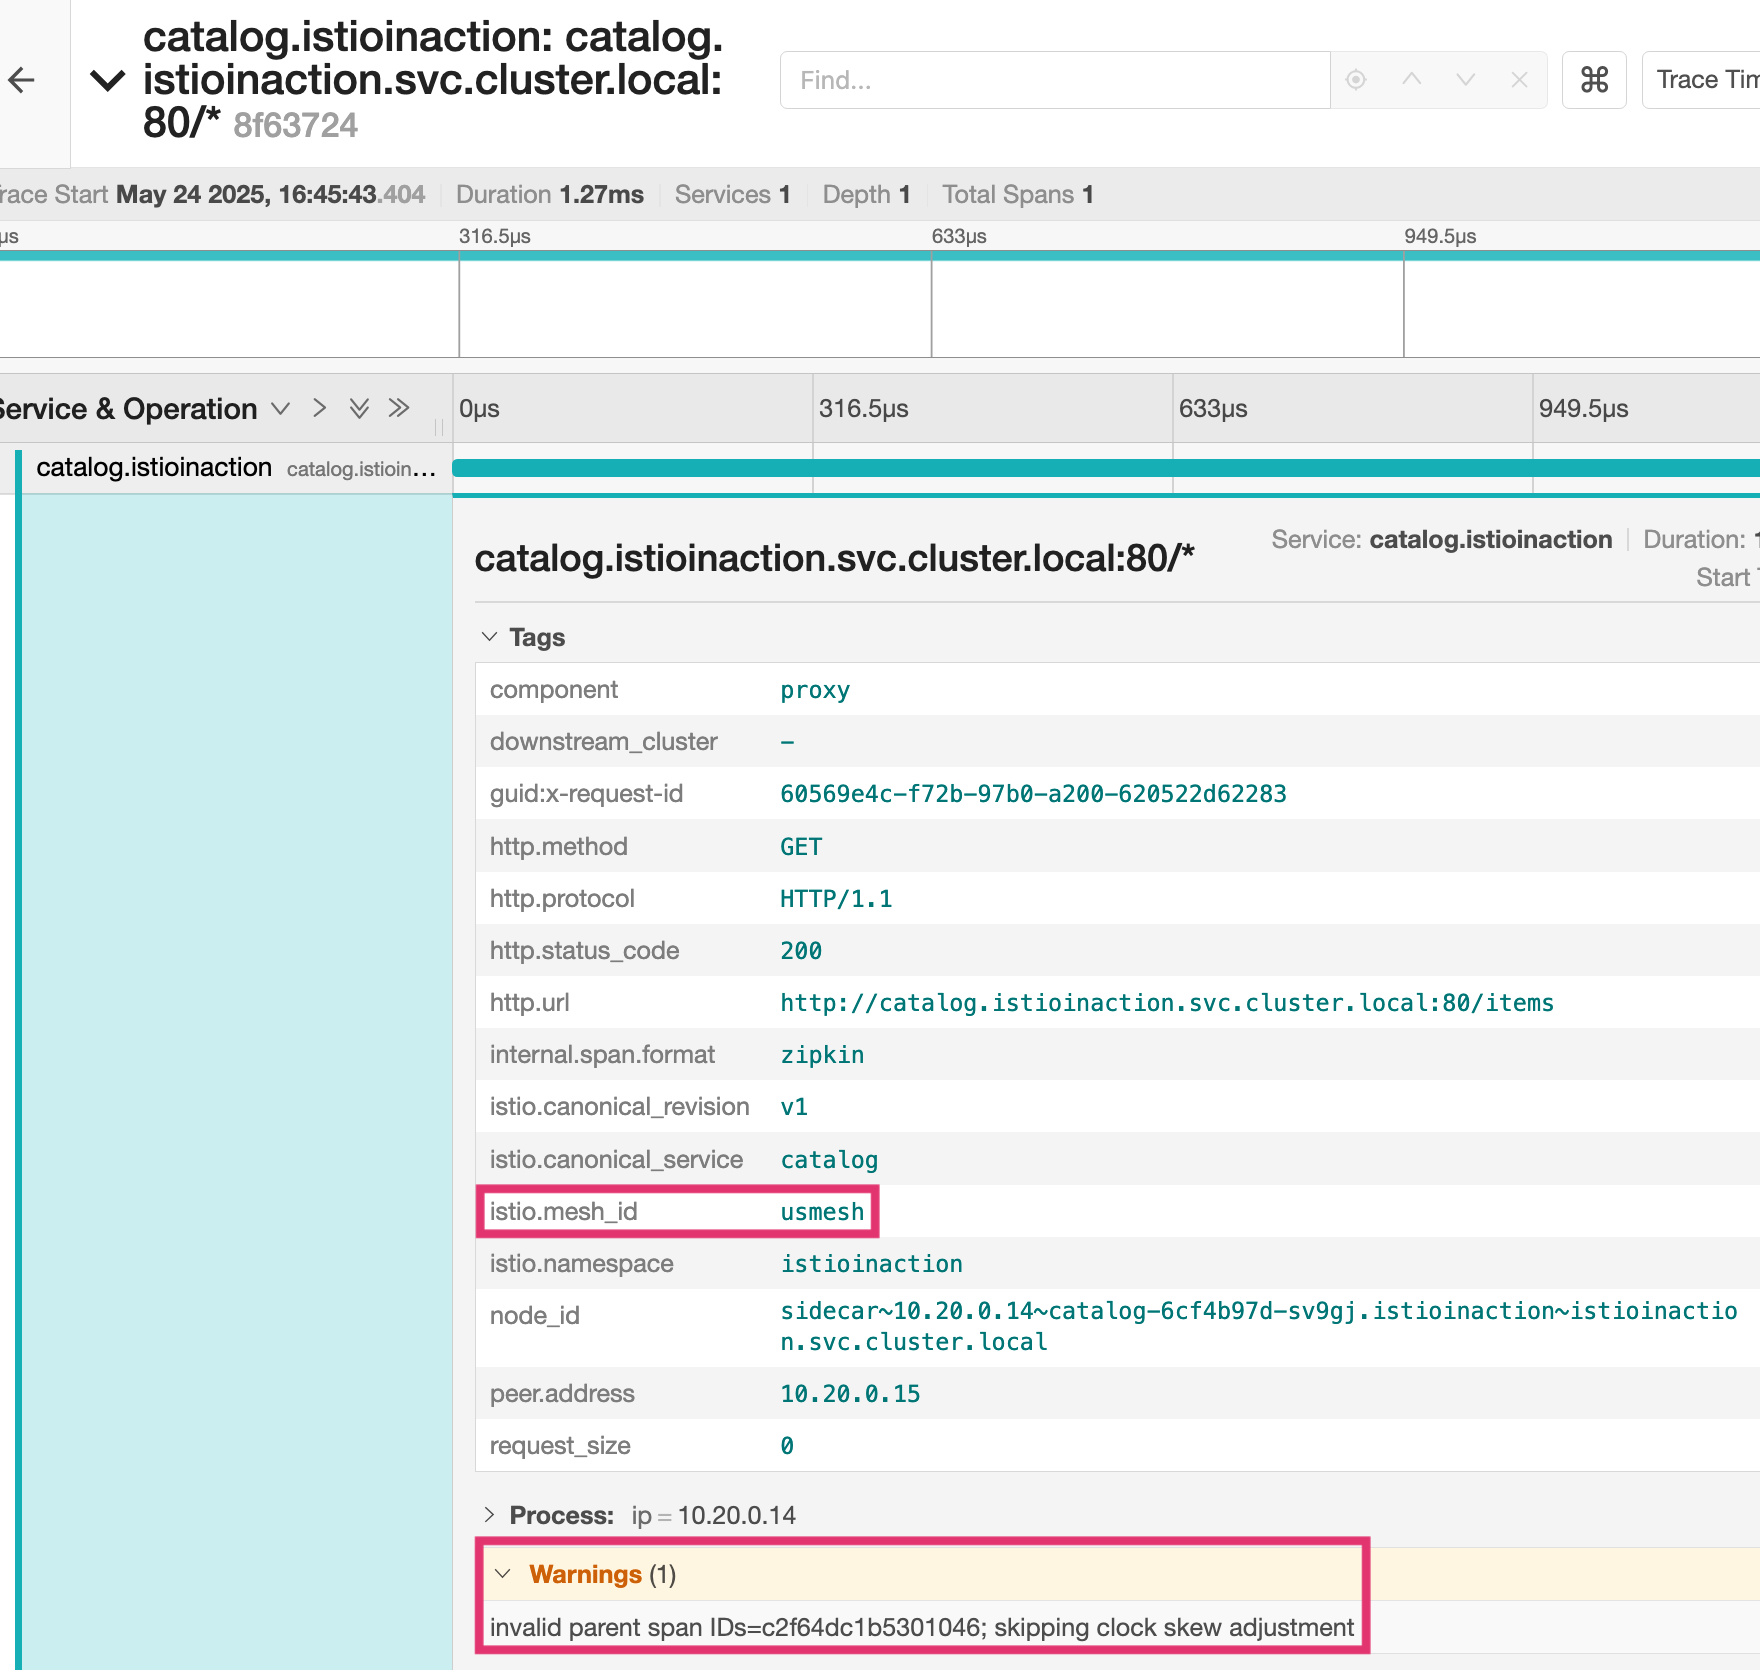 catalog.istioinaction: catalog.
istioinaction.svc.cluster.local:
80/* 8f63724
Find...
⌘
Trace Tim
race Start May 24 2025, 16:45:43.404 Duration 1.27ms Services 1 Depth 1 Total Spans 1
µs 316.5µs 633µs 949.5µs
Service & Operation 0µs 316.5µs 633µs 949.5µs
catalog.istioinaction catalog.istioin...
catalog.istioinaction.svc.cluster.local:80/*
Service: catalog.istioinaction Duration: 1
Start T
Tags
component proxy
downstream_cluster -
guid:x-request-id 60569e4c-f72b-97b0-a200-620522d62283
http.method GET
http.protocol HTTP/1.1
http.status_code 200
http.url http://catalog.istioinaction.svc.cluster.local:80/items
internal.span.format zipkin
istio.canonical_revision v1
istio.canonical_service catalog
istio.mesh_id usmesh
istio.namespace istioinaction
node_id sidecar~10.20.0.14~catalog-6cf4b97d-sv9gj.istioinaction~istioinactio
n.svc.cluster.local
peer.address 10.20.0.15
request_size 0
Process: ip = 10.20.0.14
Warnings (1)
invalid parent span IDs=c2f64dc1b5301046; skipping clock skew adjustment